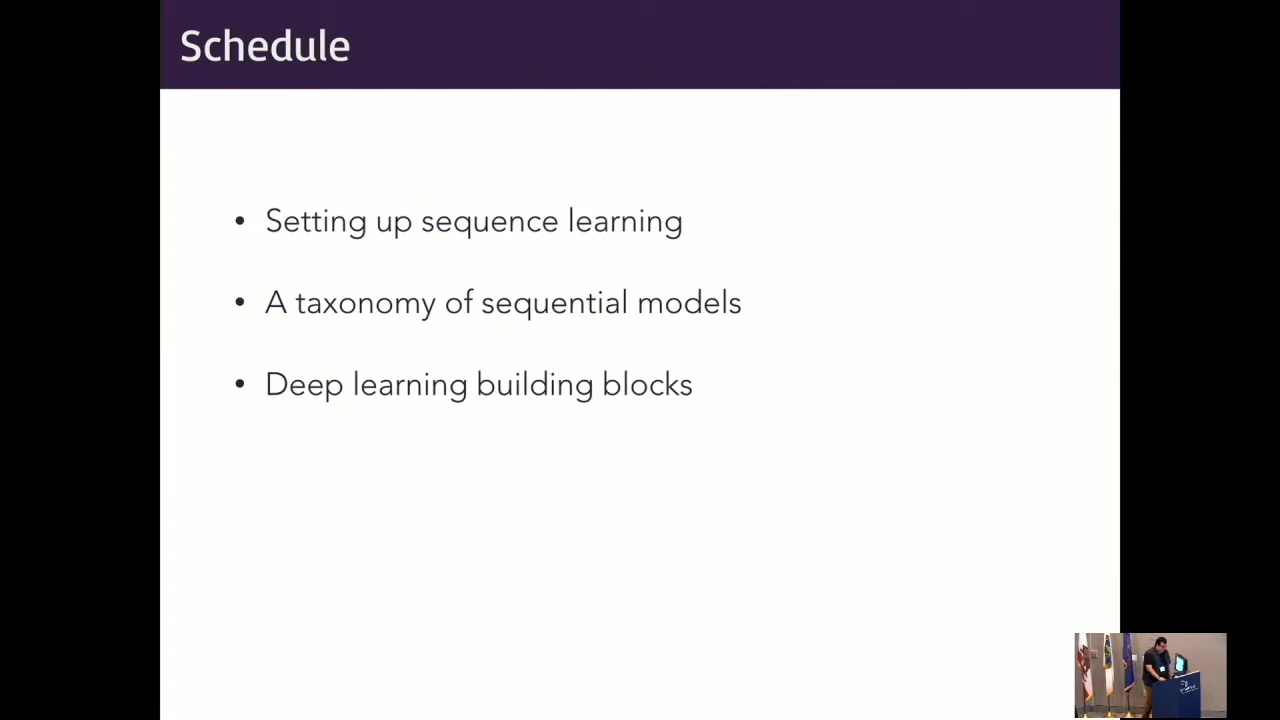 Schedule
• Setting up sequence learning
• A taxonomy of sequential models
• Deep learning building blocks